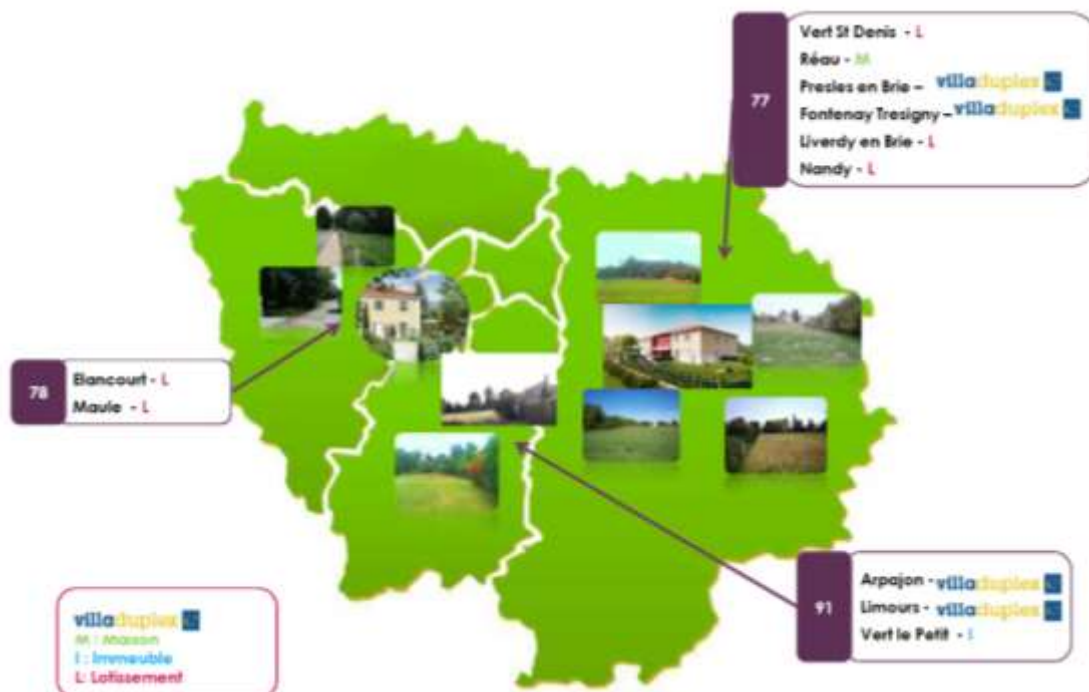 Vert St Denis - L
Réau - M
Presles en Brie – villaduplex
Fontenay Tresigny – villaduplex
Liverdy en Brie - L
Nandy - L
77
78
Elancourt - L
Maule - L
91
Arpajon - villaduplex
Limours - villaduplex
Vert le Petit - I
villaduplex
M : Maison
I : Immeuble
L: Lotissement